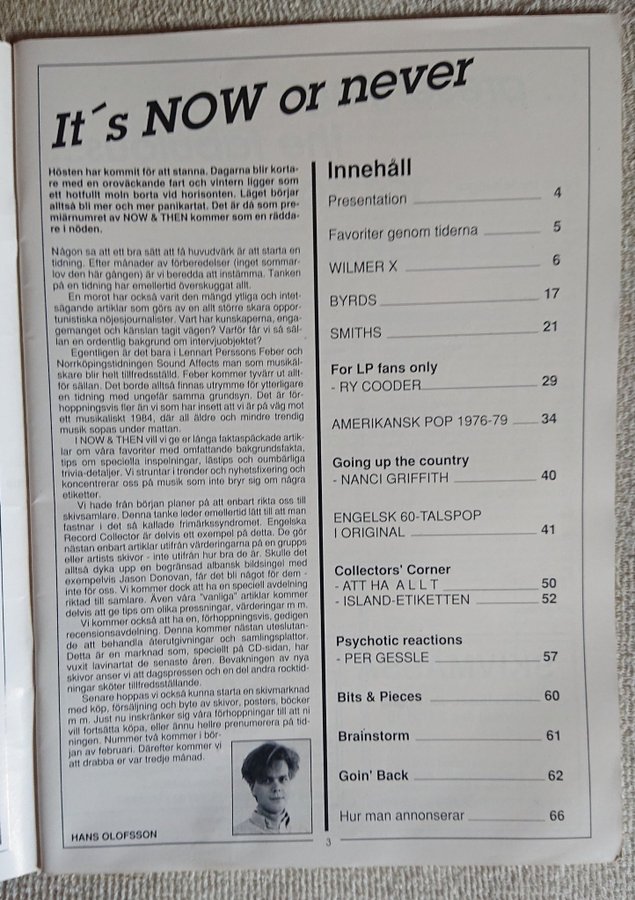 It´s NOW or never
Hösten har kommit för att stanna. Dagarna blir korta-
re med en oroväckande fart och vintern ligger som
ett hotfullt moln borta vid horisonten. Läget börjar
alltså bli mer och mer panikartat. Det är då som pre-
miärnumret av NOW & THEN kommer som en rädda-
re i nöden.
Någon sa att ett bra sätt att få huvudvärk är att starta en
tidning. Efter månader av förberedelser (inget sommar-
lov den här gången) är vi beredda att instämma. Tanken
på en tidning har emellertid överskuggat allt.
En morot har också varit den mängd ytliga och intet-
sägande artiklar som görs av en allt större skara oppor-
tunistiska nöjesjournalister. Vart har kunskaperna, enga-
gemanget och känslan tagit vägen? Varför får vi så säl-
lan en ordentlig bakgrund om intervjuobjektet?
Egentligen är det bara i Lennart Perssons Feber och
Norrköpingstidningen Sound Affects man som musikäl-
skare blir helt tillfredsställd. Feber kommer tyvärr ut allt-
för sällan. Det borde alltså finnas utrymme för ytterligare
en tidning med ungefär samma grundsyn. Det är för-
hoppningsvis fler än vi som har insett att vi är på väg mot
ett musikaliskt 1984, där all äldre och mindre trendig
musik sopas under mattan.
I NOW & THEN vill vi ge er långa faktaspäckade artik-
lar om våra favoriter med omfattande bakgrundsfakta,
tips om speciella inspelningar, lästips och oumbärliga
trivia-detaljer. Vi struntar i trender och nyhetsfixering och
koncentrerar oss på musik som inte bryr sig om några
etiketter.
Vi hade från början planer på att enbart rikta oss till
skivsamlare. Denna tanke leder emellertid lätt till att man
fastnar i det så kallade frimärkssyndromet. Engelska
Record Collector är delvis ett exempel på detta. De gör
nästan enbart artiklar utifrån värderingarna på en grupps
eller artists skivor - inte utifrån hur bra de är. Skulle det
alltså dyka upp en begränsad albansk bildsingel med
exempelvis Jason Donovan, får det bli något för dem -
inte för oss. Vi kommer dock att ha en speciell avdelning
riktad till samlare. Även våra "vanliga" artiklar kommer
delvis att ge tips om olika pressningar, värderingar m m.
Vi kommer också att ha en, förhoppningsvis, gedigen
recensionsavdelning. Denna kommer nästan uteslutan-
de att behandla återutgivningar och samlingsplattor.
Detta är en marknad som, speciellt på CD-sidan, har
vuxit lavinartat de senaste åren. Bevakningen av nya
skivor anser vi att dagspressen och en del andra rocktid-
ningar sköter tillfredsställande.
Senare hoppas vi också kunna starta en skivmarknad
med köp, försäljning och byte av skivor, posters, böcker
m m. Just nu inskränker sig våra förhoppningar till att ni
vill fortsätta köpa, eller ännu hellre prenumerera på tid-
ningen. Nummer två kommer i bör-
jan av februari. Därefter kommer vi
att drabba er var tredje månad.
HANS OLOFSSON
Innehåll
Presentation 4
Favoriter genom tiderna 5
WILMER X 6
BYRDS 17
SMITHS 21
For LP fans only
- RY COODER 29
AMERIKANSK POP 1976-79 34
Going up the country
- NANCI GRIFFITH 40
ENGELSK 60-TALSPOP
I ORIGINAL 41
Collectors' Corner
- ATT HA A L L T 50
- ISLAND-ETIKETTEN 52
Psychotic reactions
- PER GESSLE 57
Bits & Pieces 60
Brainstorm 61
Goin' Back 62
Hur man annonserar 66
3